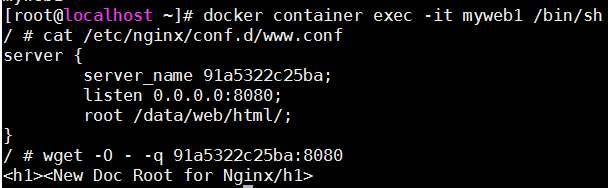 [root@localhost ~]# docker container exec -it myweb1 /bin/sh
/ # cat /etc/nginx/conf.d/www.conf
server {
        server_name 91a5322c25ba;
        listen 0.0.0.0:8080;
        root /data/web/html/;
}
/ # wget -O - -q 91a5322c25ba:8080
<h1><New Doc Root for Nginx/h1>